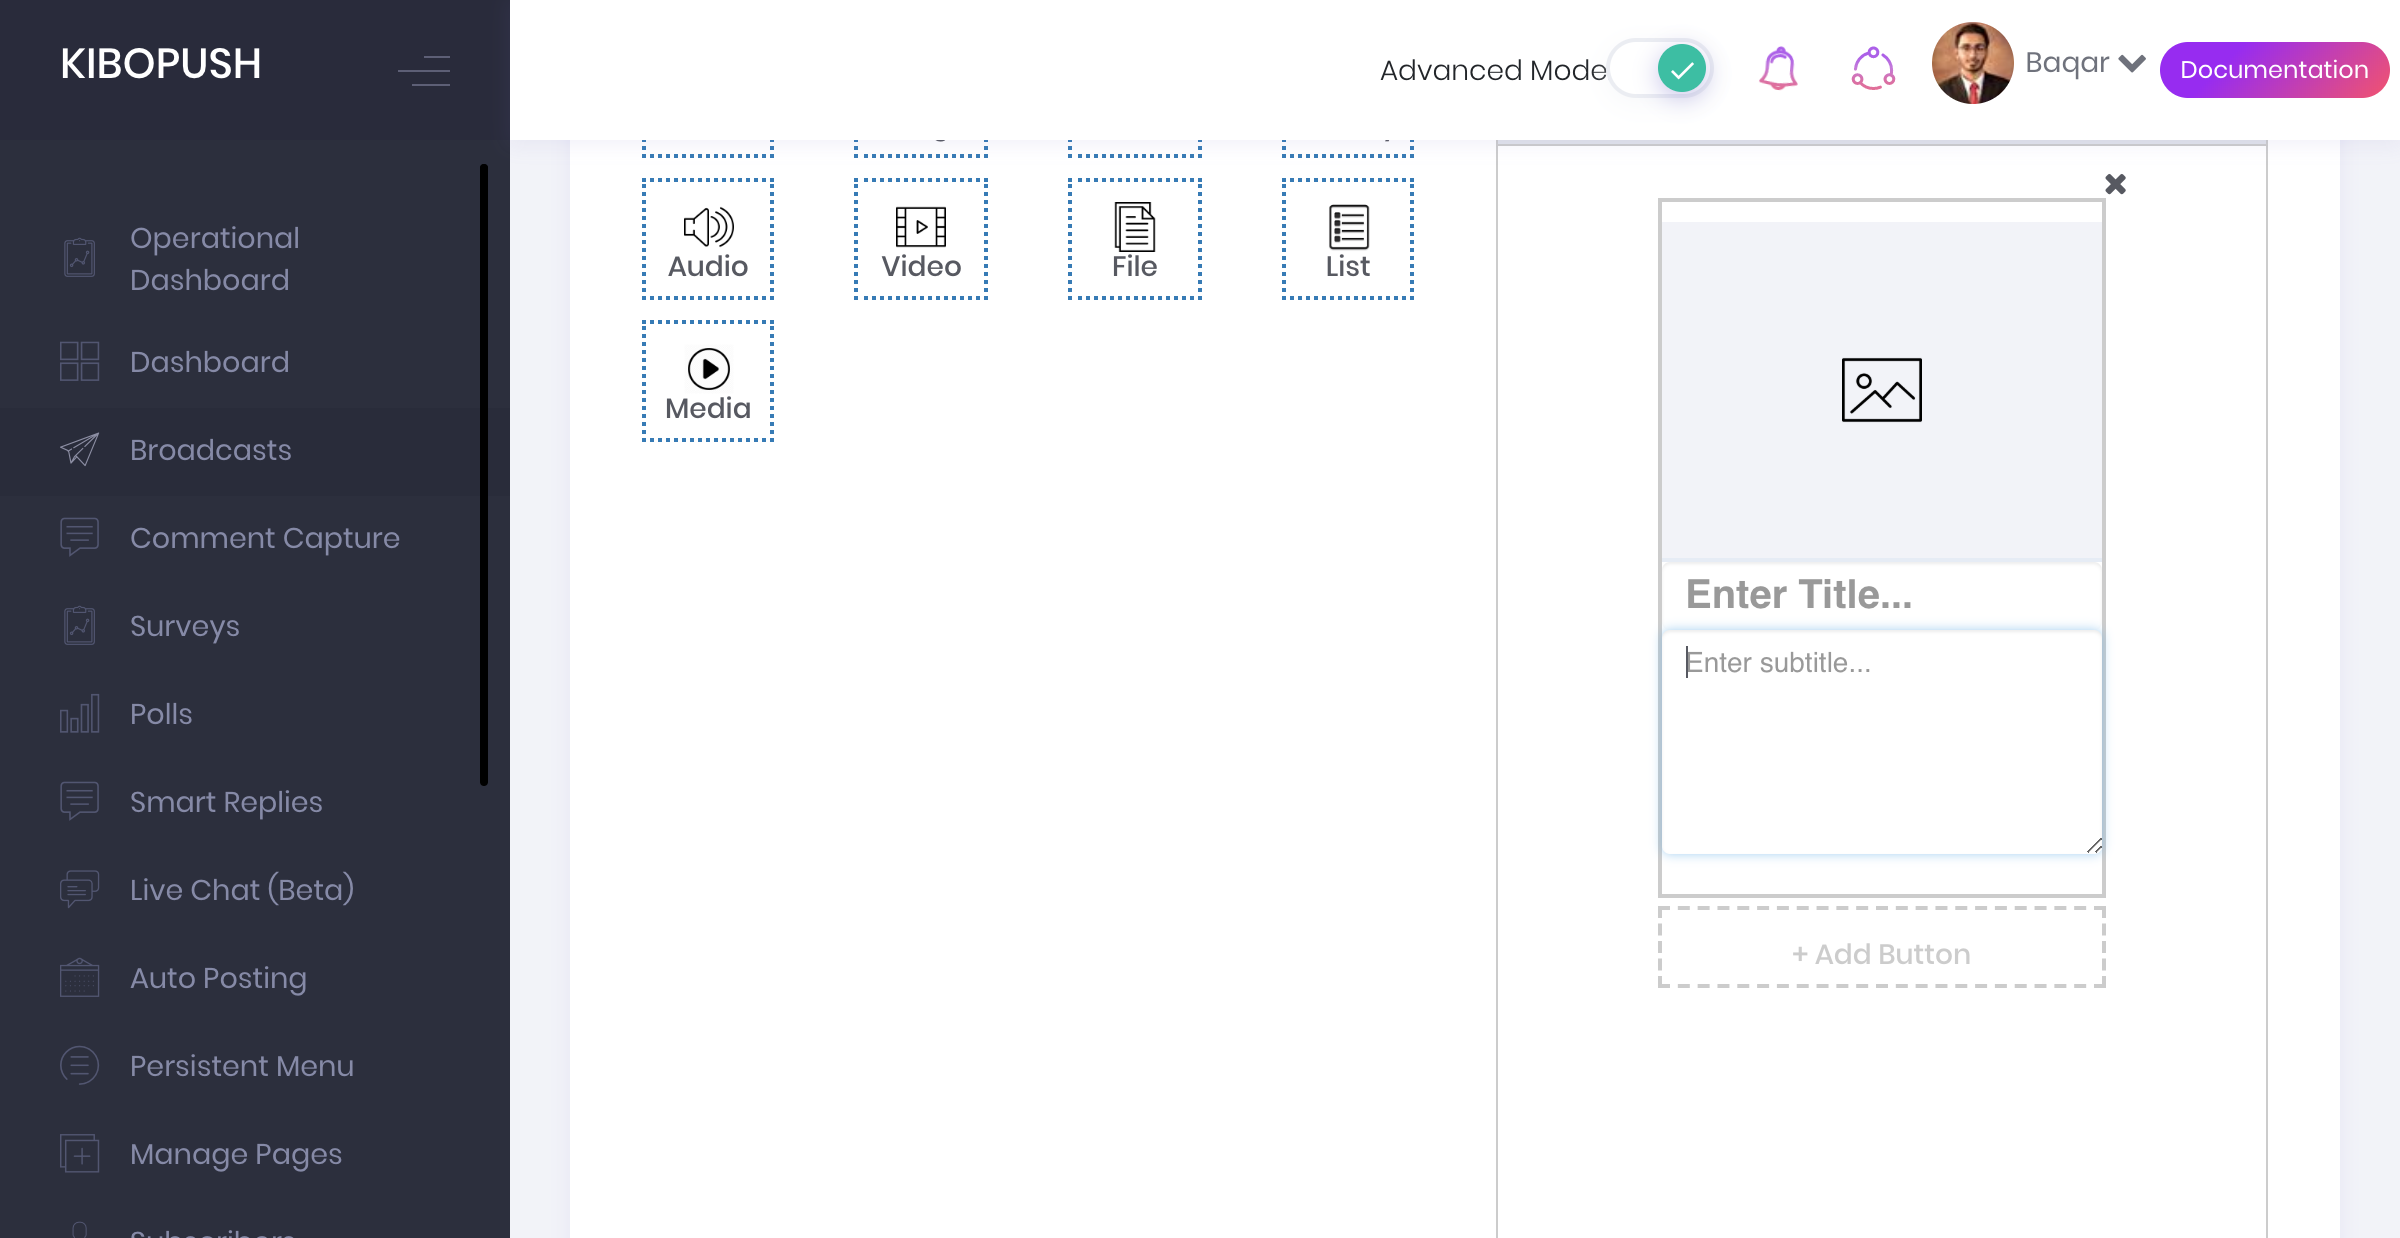 KIBOPUSH
Advanced Mode
Baqar
Documentation
Operational
Dashboard
Dashboard
Broadcasts
Comment Capture
Surveys
Polls
Smart Replies
Live Chat (Beta)
Auto Posting
Persistent Menu
Manage Pages
Subscribers
Audio
Video
File
List
Media
Enter Title...
Enter subtitle...
+ Add Button